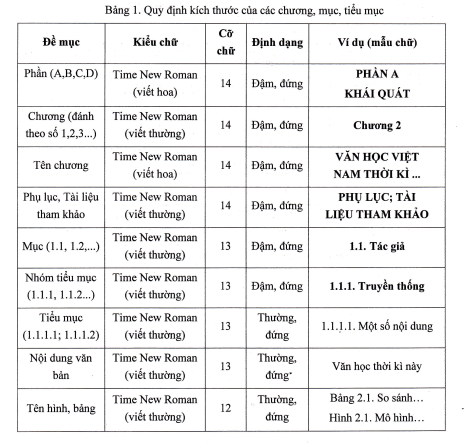 Bảng 1. Quy định kích thước của các chương, mục, tiểu mục
Đề mục | Kiểu chữ | Cỡ chữ | Định dạng | Ví dụ (mẫu chữ)
Phần (A,B,C,D) | Time New Roman (viết hoa) | 14 | Đậm, đứng | PHẦN A KHÁI QUÁT
Chương (đánh theo số 1,2,3...) | Time New Roman (viết thường) | 14 | Đậm, đứng | Chương 2
Tên chương | Time New Roman (viết hoa) | 14 | Đậm, đứng | VĂN HỌC VIỆT NAM THỜI KÌ ...
Phụ lục, Tài liệu tham khảo | Time New Roman (viết thường) | 14 | Đậm, đứng | PHỤ LỤC; TÀI LIỆU THAM KHẢO
Mục (1.1, 1.2,...) | Time New Roman (viết thường) | 13 | Đậm, đứng | 1.1. Tác giả
Nhóm tiểu mục (1.1.1, 1.1.2...) | Time New Roman (viết thường) | 13 | Đậm, đứng | 1.1.1. Truyền thống
Tiểu mục (1.1.1.1; 1.1.1.2) | Time New Roman (viết thường) | 13 | Thường, đứng | 1.1.1.1. Một số nội dung
Nội dung văn bản | Time New Roman (viết thường) | 13 | Thường, đứng | Văn học thời kì này
Tên hình, bảng | Time New Roman (viết thường) | 12 | Thường, đứng | Bảng 2.1. So sánh… Hình 2.1. Mô hình…